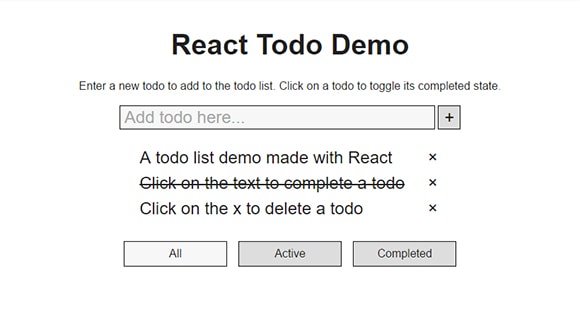 React Todo Demo
Enter a new todo to add to the todo list. Click on a todo to toggle its completed state.
Add todo here... +
A todo list demo made with React ×
Click on the text to complete a todo ×
Click on the x to delete a todo ×
All Active Completed